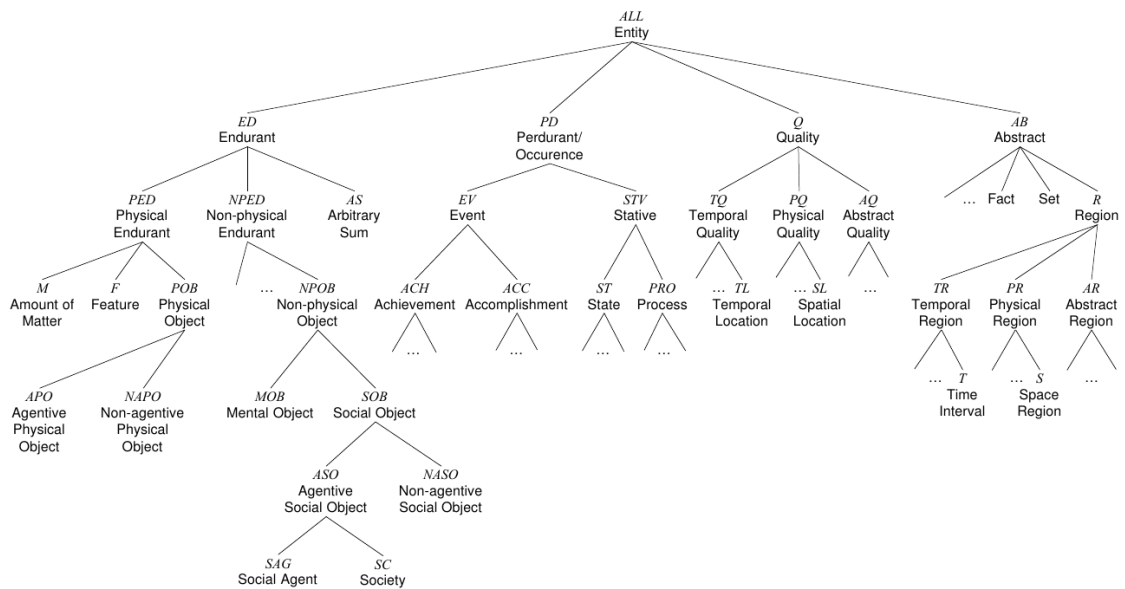 ALL
Entity
ED
Endurant
PD
Perdurant/
Occurence
Q
Quality
AB
Abstract
PED
Physical
Endurant
NPED
Non-physical
Endurant
AS
Arbitrary
Sum
EV
Event
STV
Stative
TQ
Temporal
Quality
PQ
Physical
Quality
AQ
Abstract
Quality
... Fact
Set
R
Region
M
Amount of
Matter
F
Feature
POB
Physical
Object
...
NPOB
Non-physical
Object
ACH
Achievement
ACC
Accomplishment
ST
State
PRO
Process
... TL
Temporal
Location
... SL
Spatial
Location
...
TR
Temporal
Region
PR
Physical
Region
AR
Abstract
Region
...
...
...
...
... T
Time
Interval
... S
Space
Region
...
APO
Agentive
Physical
Object
NAPO
Non-agentive
Physical
Object
MOB
Mental Object
SOB
Social Object
ASO
Agentive
Social Object
NASO
Non-agentive
Social Object
SAG
Social Agent
SC
Society